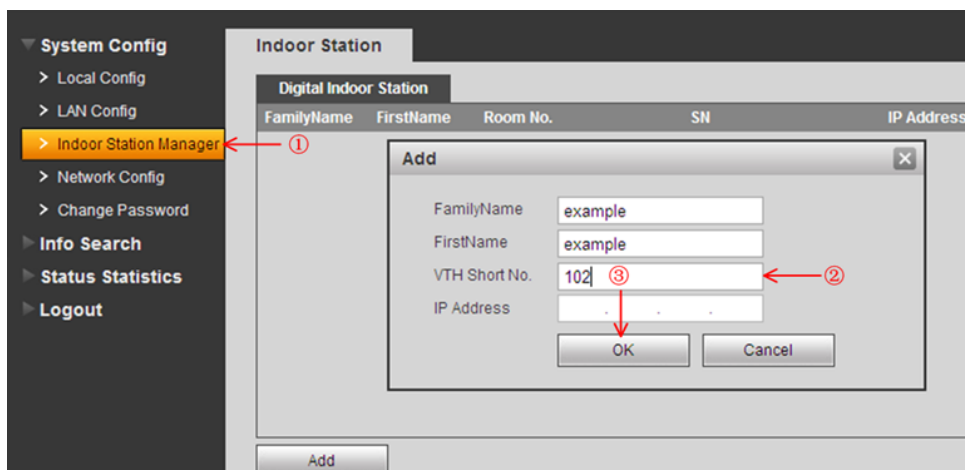 System Config
> Local Config
> LAN Config
> Indoor Station Manager
> Network Config
> Change Password
Info Search
Status Statistics
Logout
Indoor Station
Digital Indoor Station
FamilyName FirstName Room No. SN IP Address
①
Add
FamilyName example
FirstName example
VTH Short No. 102 ③ ②
IP Address . . .
OK Cancel
Add